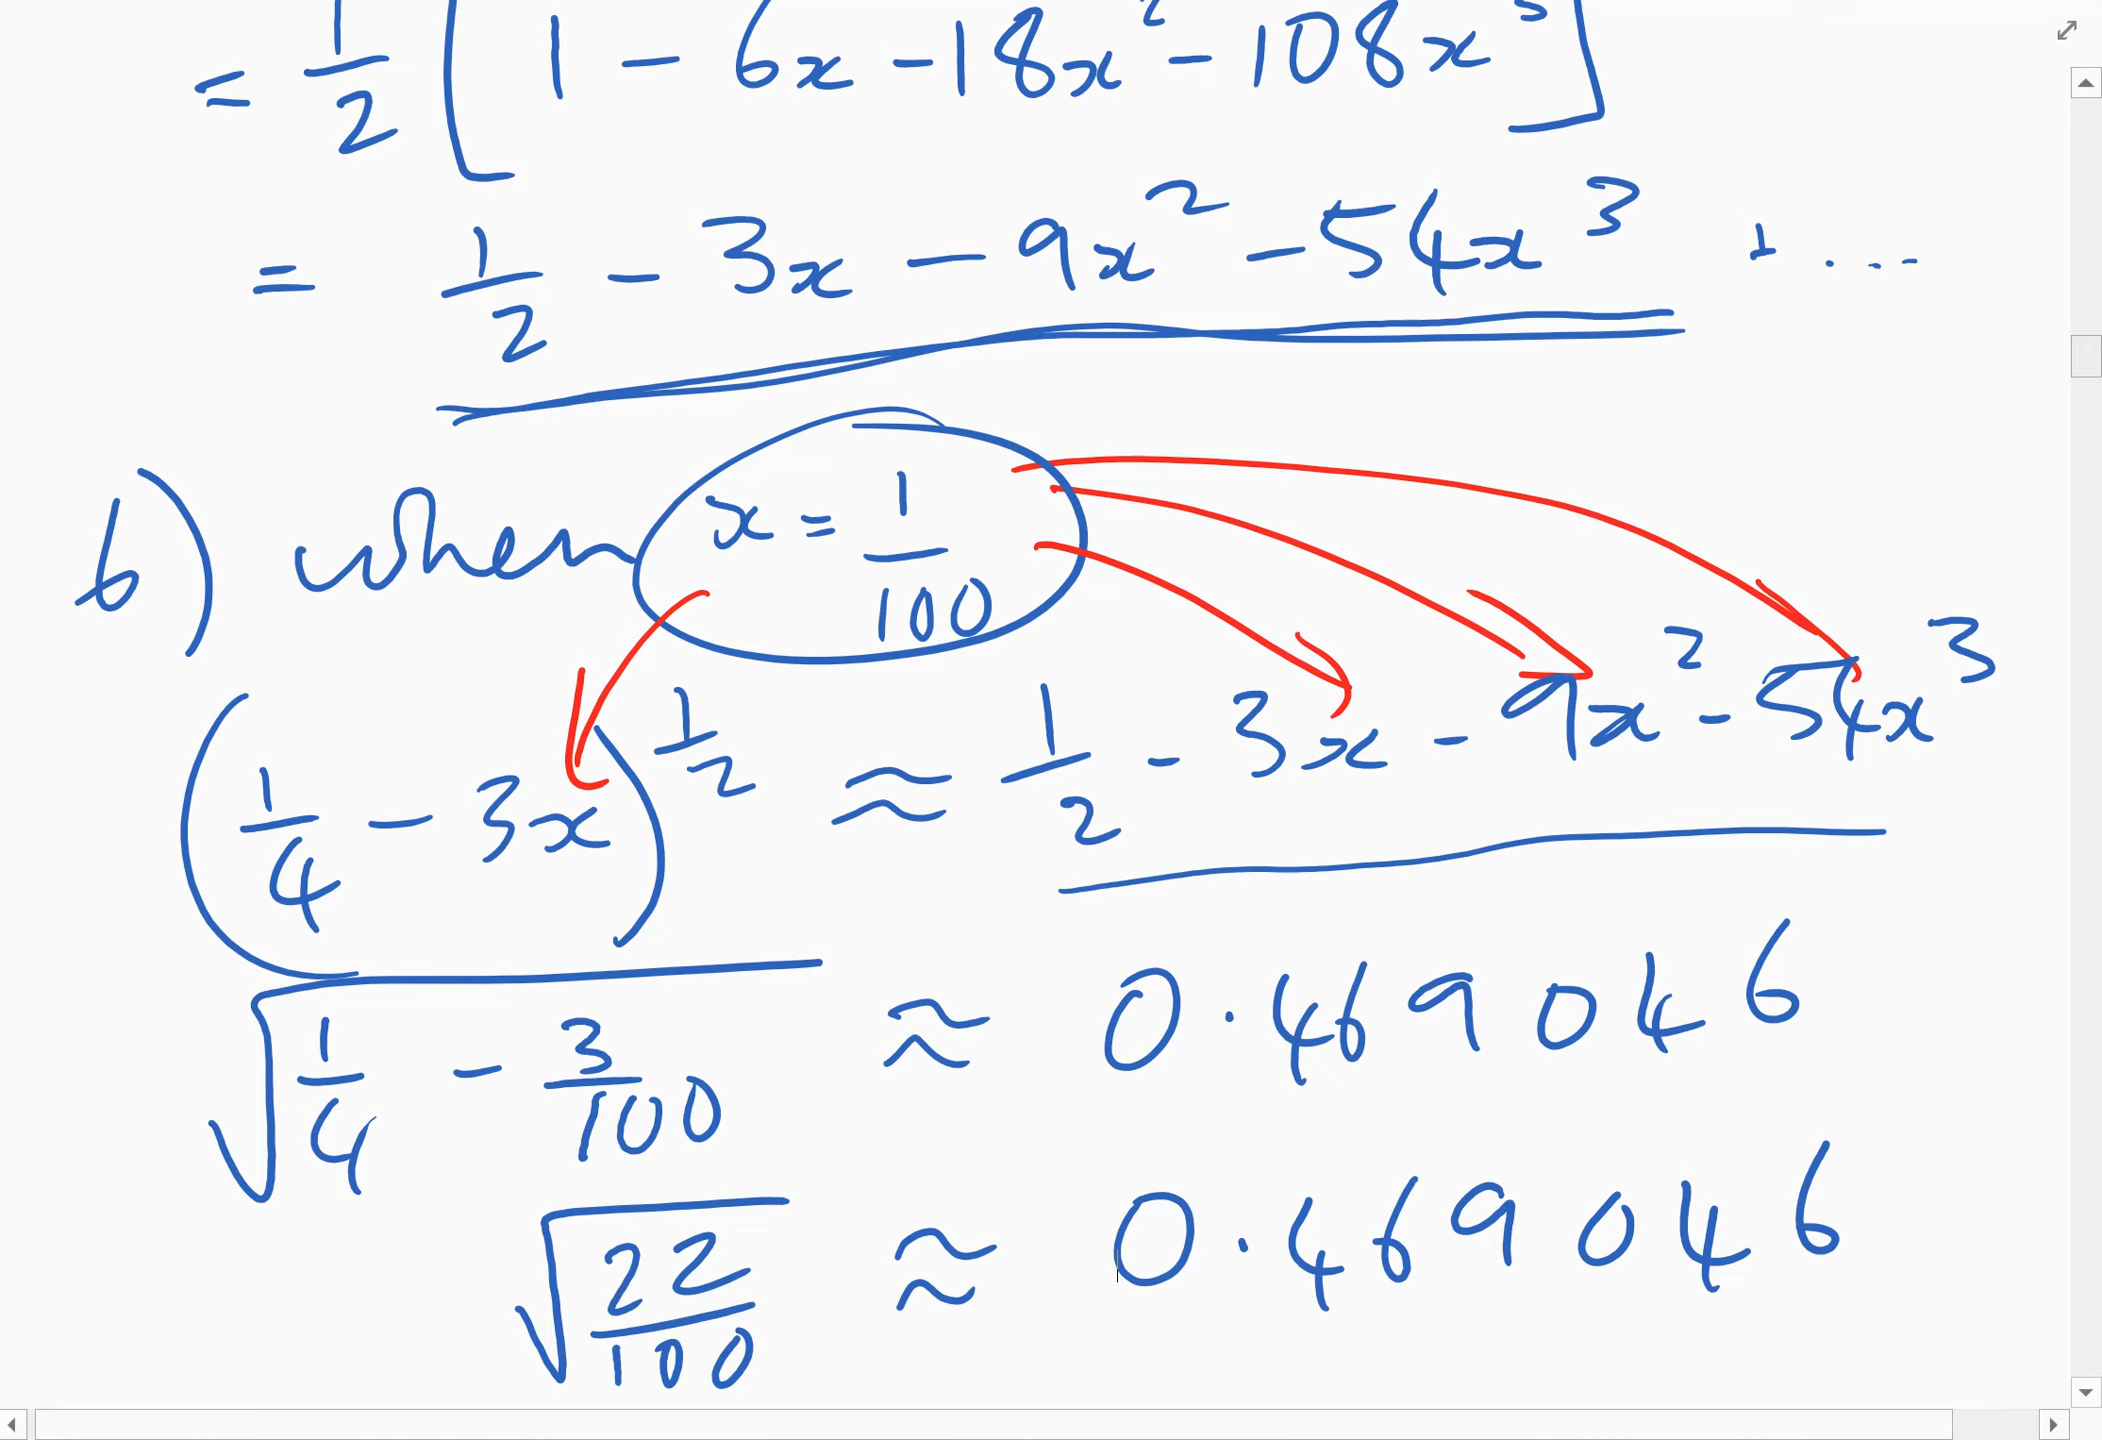 = 1/2 [1 - 6x - 18x² - 108x³]
= 1/2 - 3x - 9x² - 54x³ + ....
b) when x = 1/100
(1/4 - 3x)^1/2 ≈ 1/2 - 3x - 9x² - 54x³
√(1/4 - 3/100) ≈ 0.469046
√(22/100) ≈ 0.469046